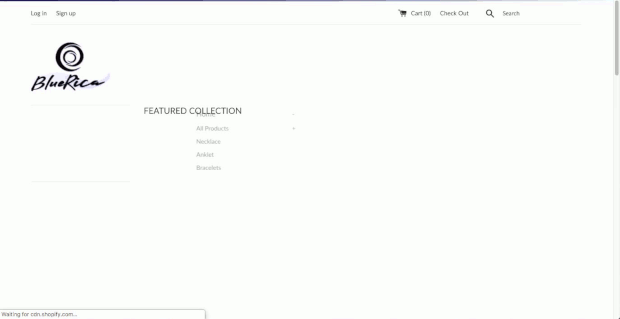 Log in Sign up Cart (0) Check Out Search
BlueRica
FEATURED COLLECTION
Home -
All Products +
Necklace
Anklet
Bracelets
Waiting for cdn.shopify.com...